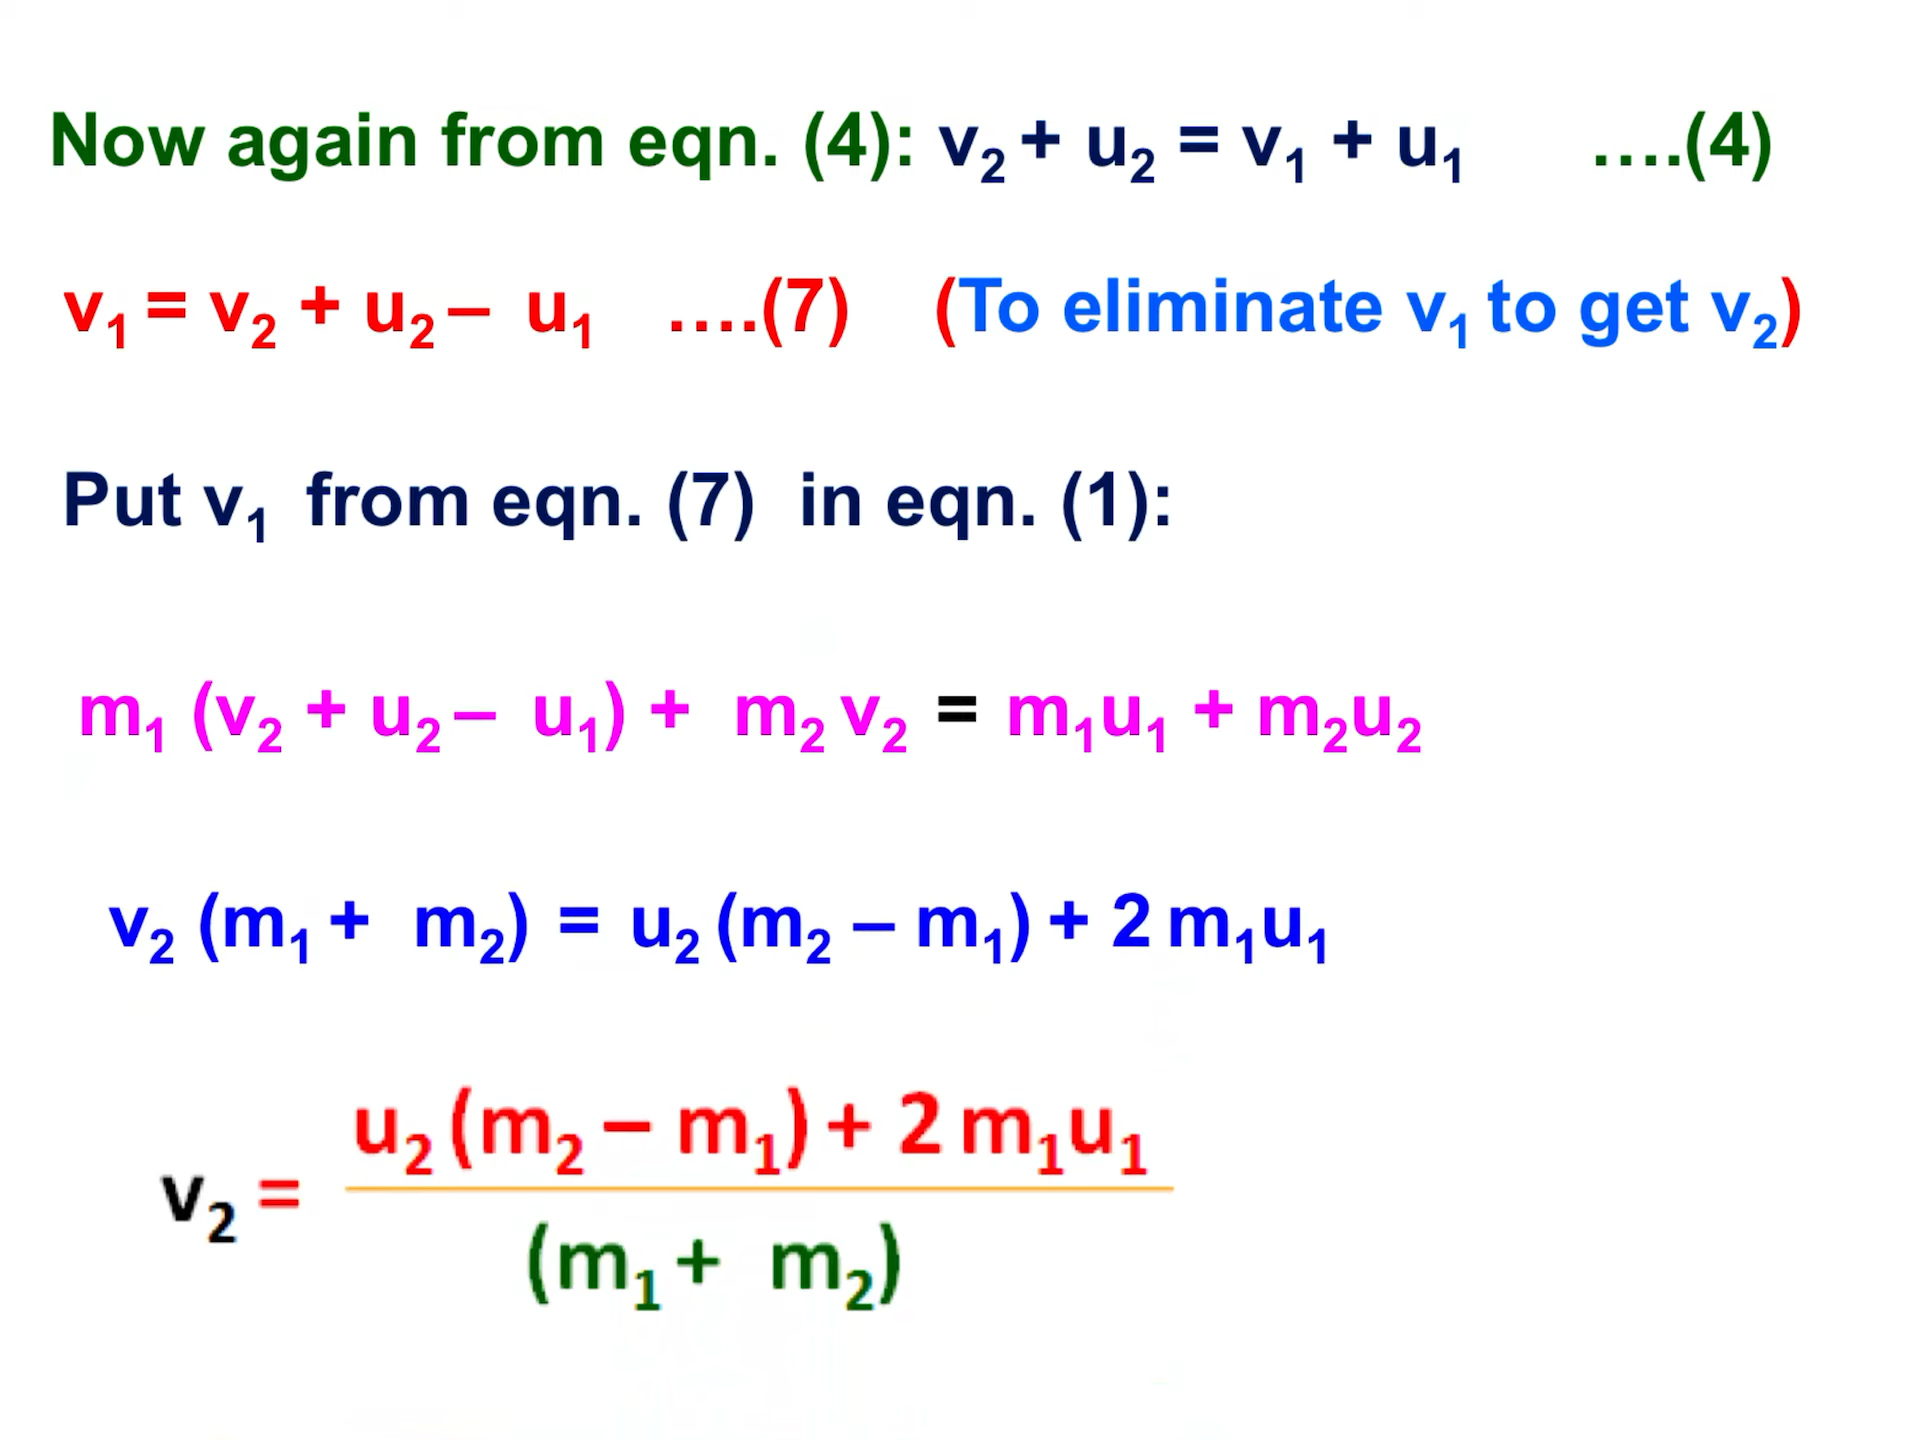 Now again from eqn. (4): v₂ + u₂ = v₁ + u₁ ....(4)
v₁ = v₂ + u₂ – u₁ ....(7) (To eliminate v₁ to get v₂)
Put v₁ from eqn. (7) in eqn. (1):
m₁ (v₂ + u₂ – u₁) + m₂ v₂ = m₁u₁ + m₂u₂
v₂ (m₁ + m₂) = u₂ (m₂ – m₁) + 2 m₁u₁
u₂ (m₂ – m₁) + 2 m₁u₁
v₂ =
(m₁ + m₂)